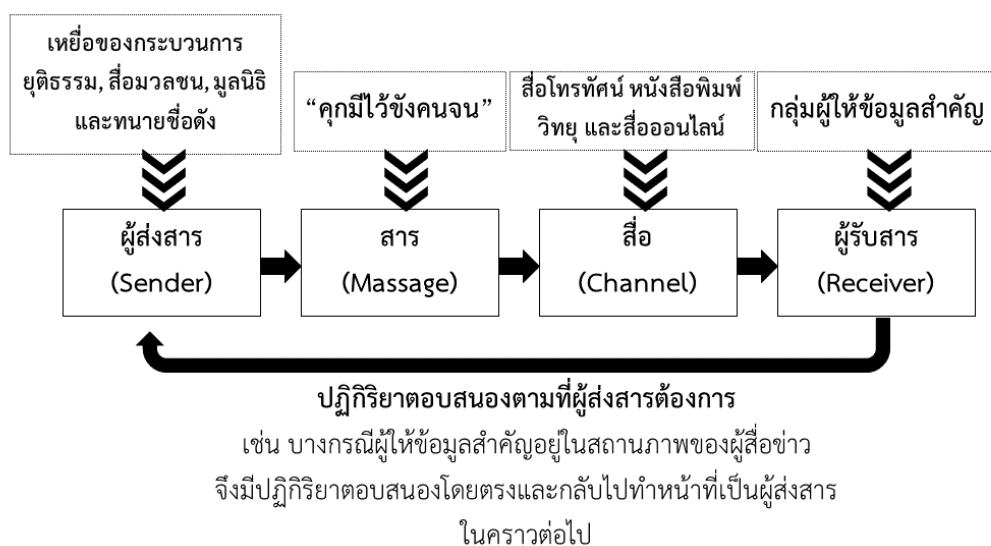 เหยื่อของกระบวนการ
ยุติธรรม, สื่อมวลชน, มูลนิธิ
และทนายชื่อดัง
“คุกมีไว้ขังคนจน”
สื่อโทรทัศน์ หนังสือพิมพ์
วิทยุ และสื่อออนไลน์
กลุ่มผู้ให้ข้อมูลสำคัญ
ผู้ส่งสาร
(Sender)
สาร
(Massage)
สื่อ
(Channel)
ผู้รับสาร
(Receiver)
ปฏิกิริยาตอบสนองตามที่ผู้ส่งสารต้องการ
เช่น บางกรณีผู้ให้ข้อมูลสำคัญอยู่ในสถานภาพของผู้สื่อข่าว
จึงมีปฏิกิริยาตอบสนองโดยตรงและกลับไปทำหน้าที่เป็นผู้ส่งสาร
ในคราวต่อไป